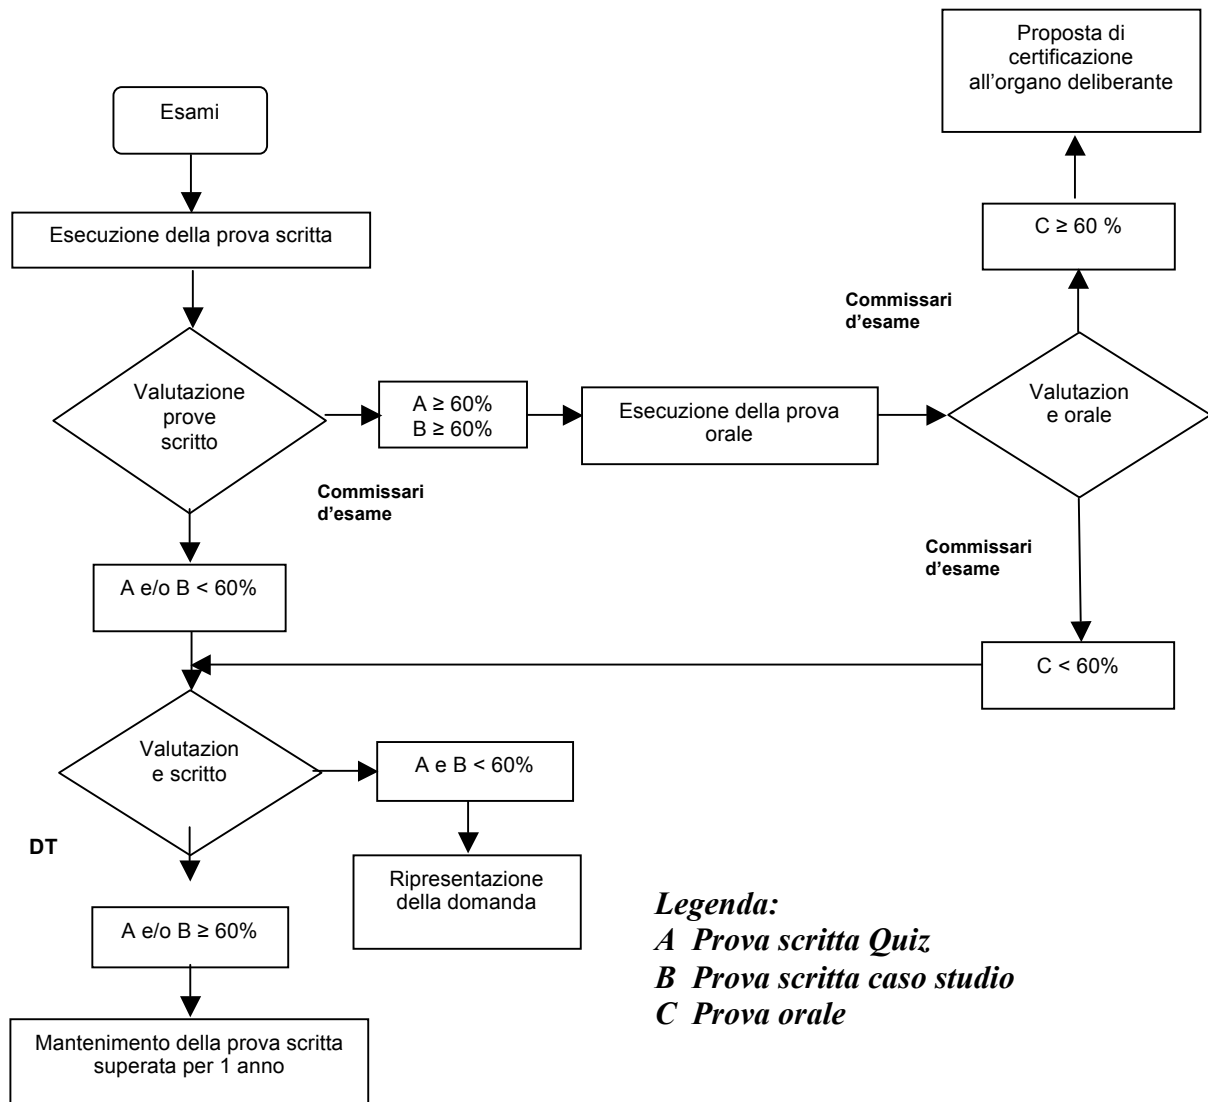 Proposta di
certificazione
all'organo deliberante
Esami
Esecuzione della prova scritta
C ≥ 60 %
Commissari
d'esame
Valutazione
prove
scritto
A ≥ 60%
B ≥ 60%
Esecuzione della prova
orale
Valutazion
e orale
Commissari
d'esame
Commissari
d'esame
A e/o B < 60%
C < 60%
Valutazion
e scritto
A e B < 60%
DT
Ripresentazione
della domanda
A e/o B ≥ 60%
Mantenimento della prova scritta
superata per 1 anno
Legenda:
A Prova scritta Quiz
B Prova scritta caso studio
C Prova orale